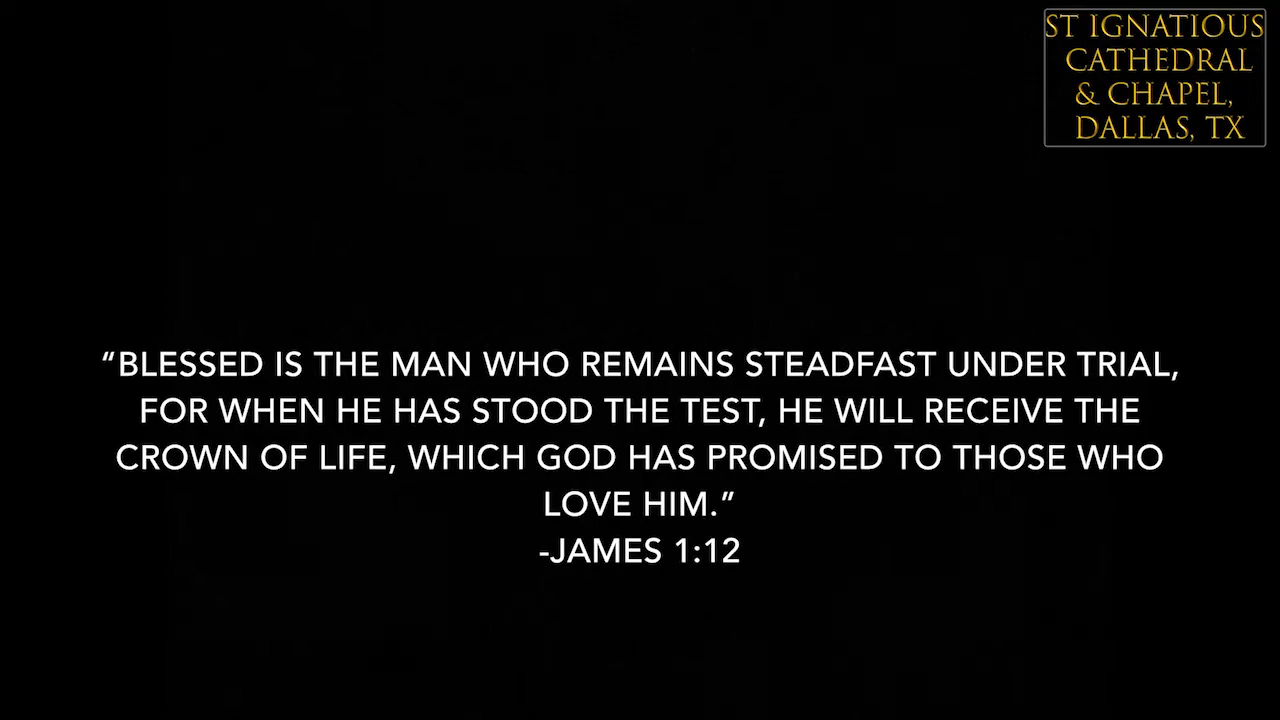 ST IGNATIOUS
CATHEDRAL
& CHAPEL,
DALLAS, TX
“BLESSED IS THE MAN WHO REMAINS STEADFAST UNDER TRIAL,
FOR WHEN HE HAS STOOD THE TEST, HE WILL RECEIVE THE
CROWN OF LIFE, WHICH GOD HAS PROMISED TO THOSE WHO
LOVE HIM.”
-JAMES 1:12